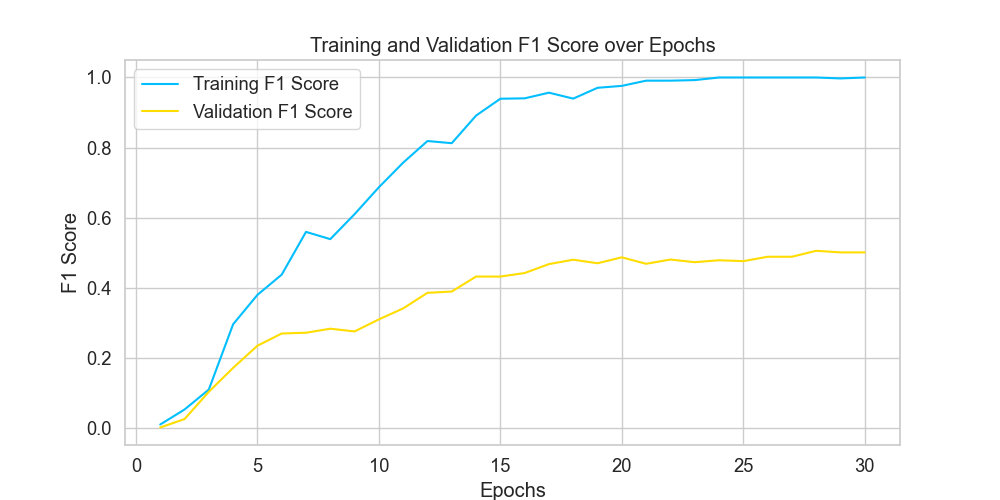 Training and Validation F1 Score over Epochs
Training F1 Score
Validation F1 Score
F1 Score
1.0
0.8
0.6
0.4
0.2
0.0
0 5 10 15 20 25 30
Epochs